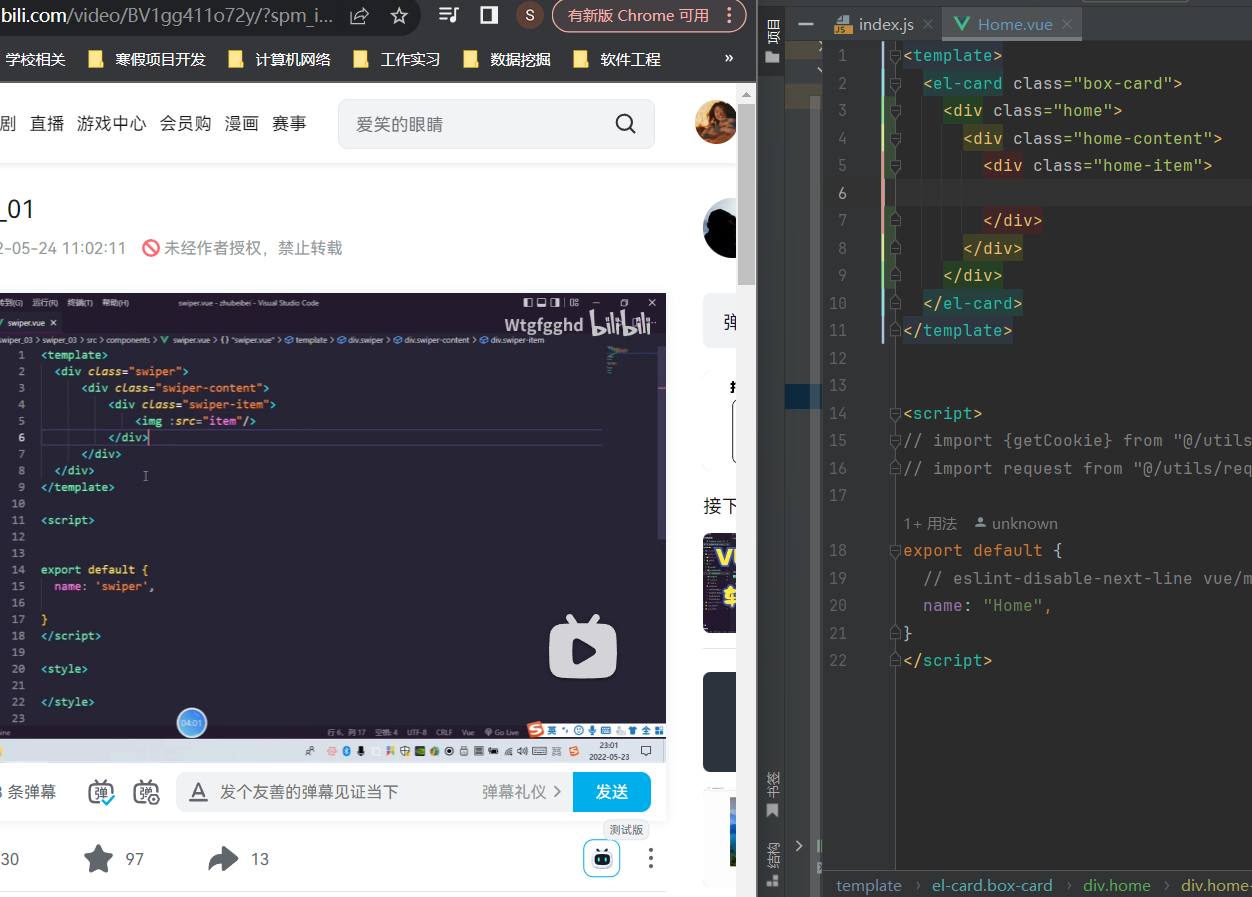 bili.com/video/BV1gg411o72y/?spm_i...
S
有新版 Chrome 可用
学校相关
寒假项目开发
计算机网络
工作实习
数据挖掘
软件工程
»
剧 直播 游戏中心 会员购 漫画 赛事
爱笑的眼睛
_01
2-05-24 11:02:11 未经作者授权，禁止转载
运行(R) 终端(T) 帮助(H)
swiper.vue - zhubeibei - Visual Studio Code
swiper.vue ×
Wtgfgghd bilibili
swiper_03 > swiper_03 > src > components > swiper.vue > {} "swiper.vue" > template > div.swiper > div.swiper-content > div.swiper-item
1 <template>
2 <div class="swiper">
3 <div class="swiper-content">
4 <div class="swiper-item">
5 <img :src="item"/>
6 </div>
7 </div>
8 </div>
9 </template>
10
11 <script>
12
13
14 export default {
15 name: 'swiper',
16
17 }
18 </script>
19
20 <style>
21
22 </style>
23
04:01
行 6，列 17 空格: 4 UTF-8 CRLF Vue Go Live
英
23:01
2022-05-23
条弹幕
弹
弹
A 发个友善的弹幕见证当下
弹幕礼仪 >
发送
测试版
30
97
13
弹
接下
项目
书签
结构
index.js ×
Home.vue ×
1 <template>
2 <el-card class="box-card">
3 <div class="home">
4 <div class="home-content">
5 <div class="home-item">
6
7 </div>
8 </div>
9 </div>
10 </el-card>
11 </template>
12
13
14 <script>
15 // import {getCookie} from "@/utils
16 // import request from "@/utils/req
17
1+ 用法 unknown
18 export default {
19 // eslint-disable-next-line vue/m
20 name: "Home",
21 }
22 </script>
template › el-card.box-card › div.home › div.home-